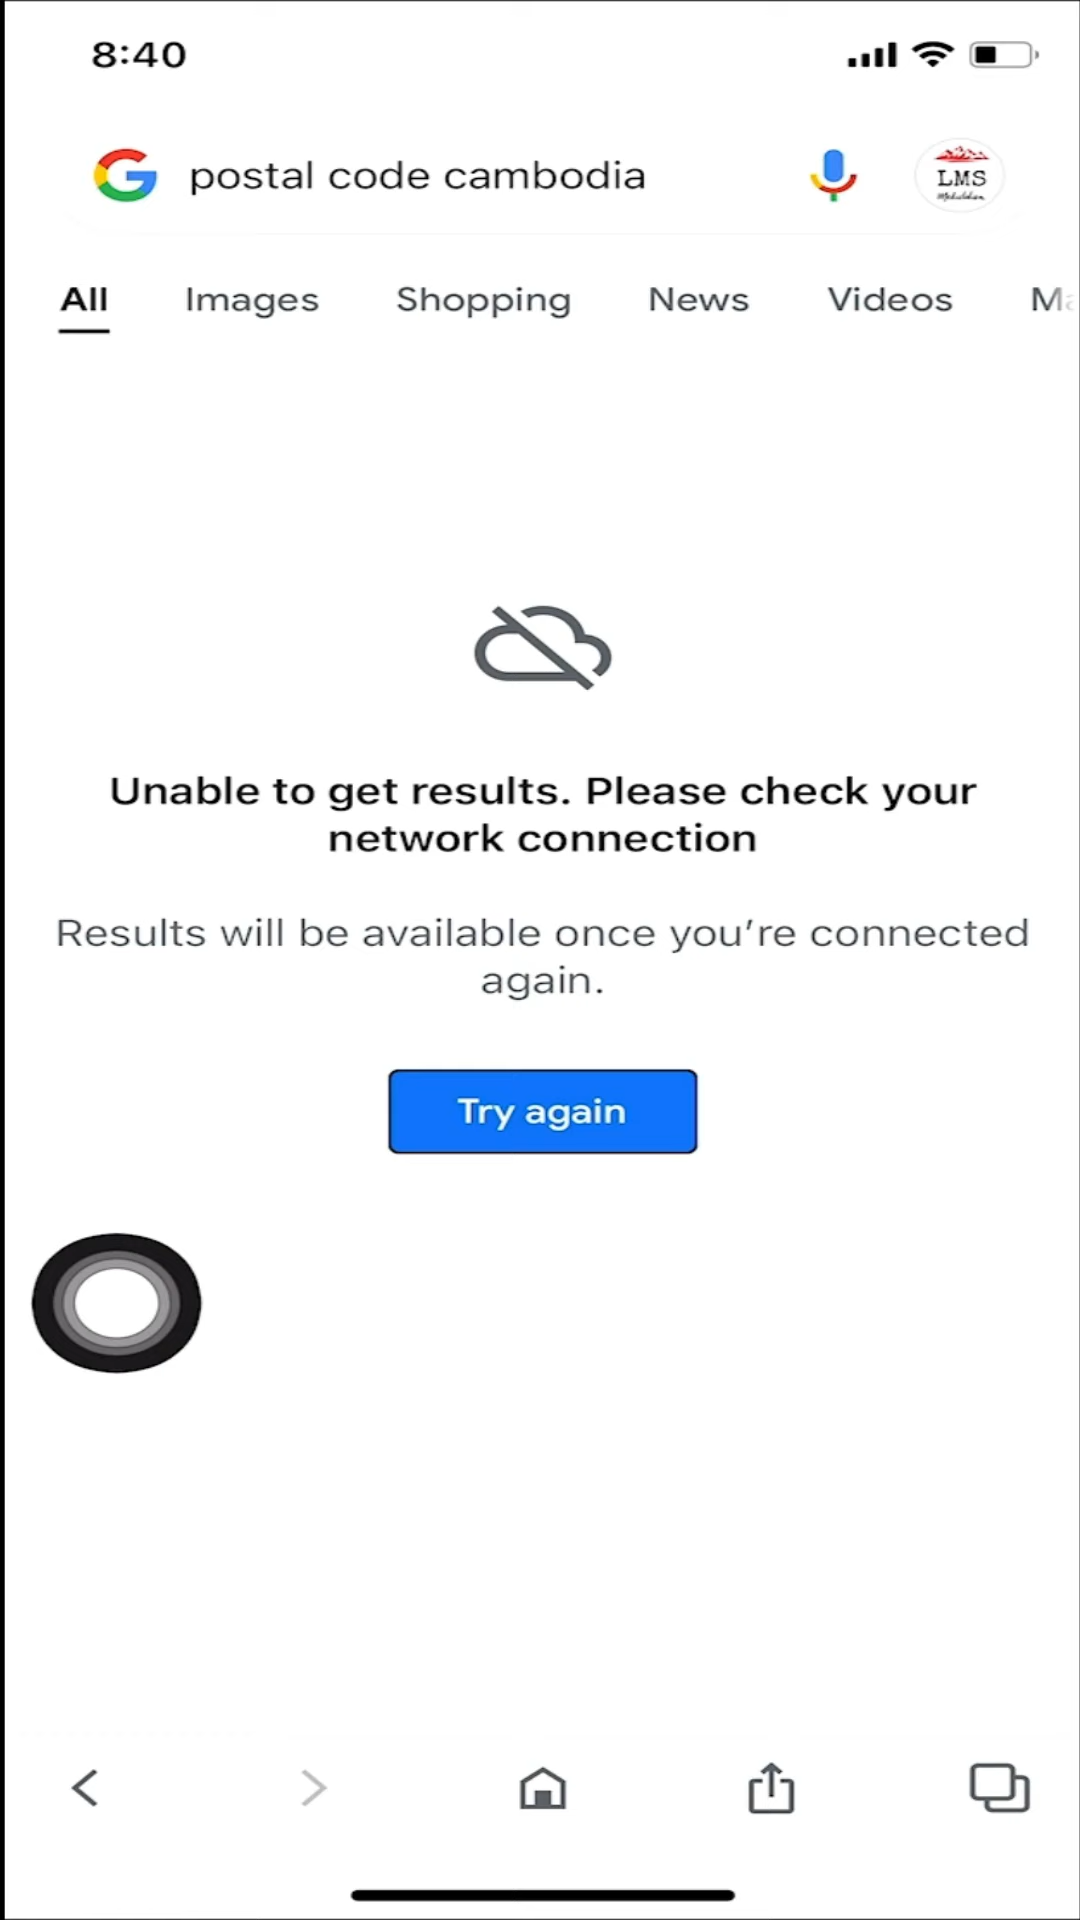 8:40
postal code cambodia
LMS
All Images Shopping News Videos
Unable to get results. Please check your
network connection
Results will be available once you're connected
again.
Try again